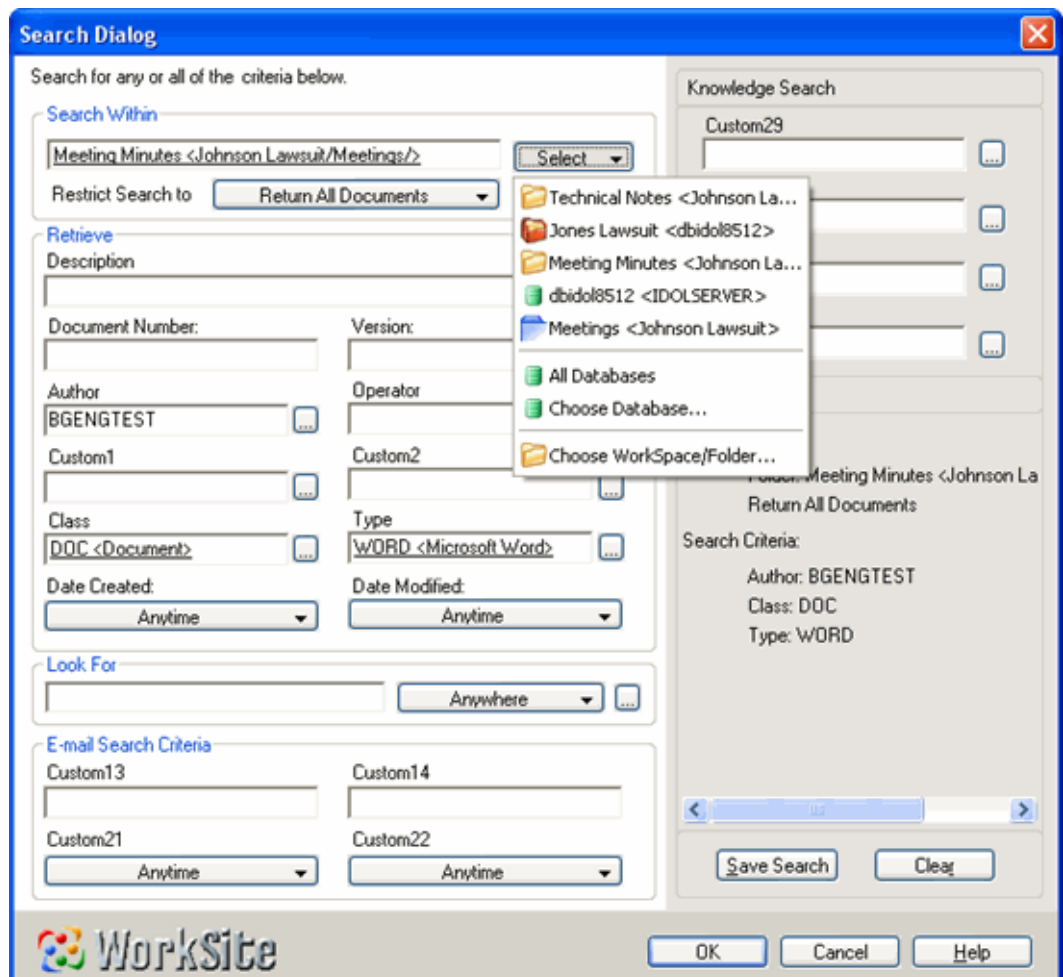 Search Dialog
Search for any or all of the criteria below.
Search Within
Meeting Minutes <Johnson Lawsuit/Meetings/>
Select
Restrict Search to
Return All Documents
Technical Notes <Johnson La...
Jones Lawsuit <dbidol8512>
Meeting Minutes <Johnson La...
dbidol8512 <IDOLSERVER>
Meetings <Johnson Lawsuit>
All Databases
Choose Database...
Choose WorkSpace/Folder...
Retrieve
Description
Document Number:
Version:
Author
Operator
BGENGTEST
...
Custom1
Custom2
...
...
Class
Type
DOC <Document>
...
WORD <Microsoft Word>
...
Date Created:
Date Modified:
Anytime
Anytime
Look For
Anywhere
...
E-mail Search Criteria
Custom13
Custom14
Custom21
Custom22
Anytime
Anytime
Knowledge Search
Custom29
...
...
...
...
Folder: Meeting Minutes <Johnson La
Return All Documents
Search Criteria:
Author: BGENGTEST
Class: DOC
Type: WORD
Save Search
Clear
WorkSite
OK
Cancel
Help